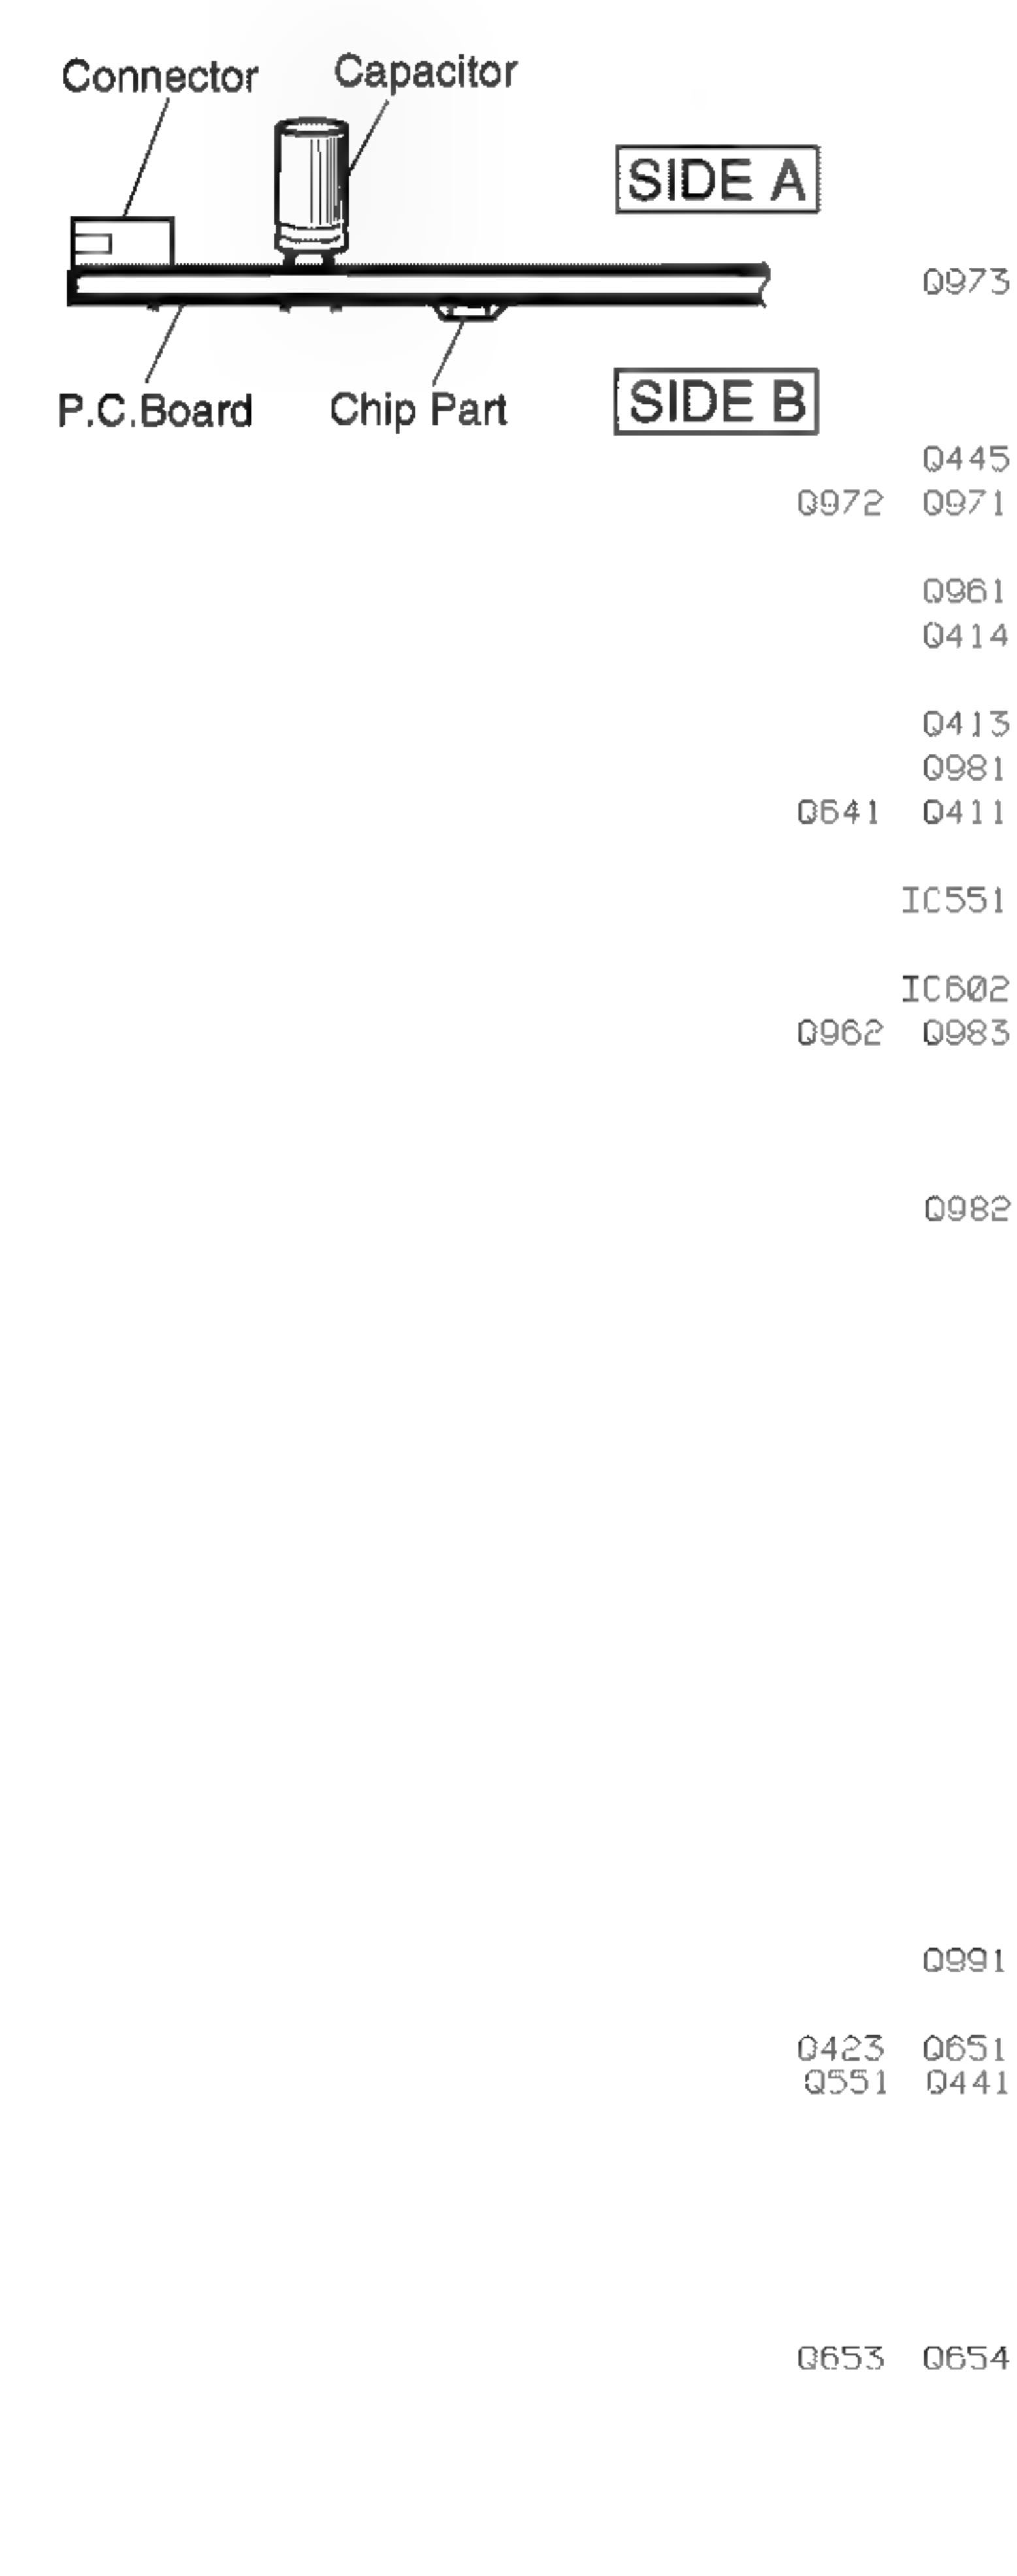 Connector Capacitor
SIDE A
Q973
P.C.Board Chip Part SIDE B
Q445
Q972 Q971
Q961
Q414
Q413
Q981
Q641 Q411
IC551
IC602
Q962 Q983
Q982
Q991
Q423 Q651
Q551 Q441
Q653 Q654